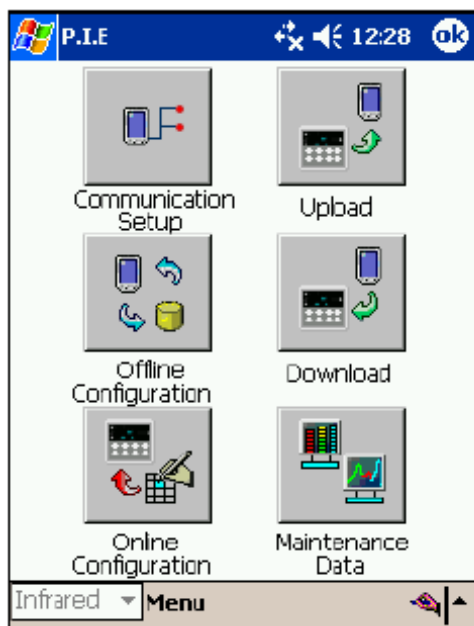 P.I.E 12:28 ok
Communication
Setup
Upload
Offline
Configuration
Download
Online
Configuration
Maintenance
Data
Infrared Menu